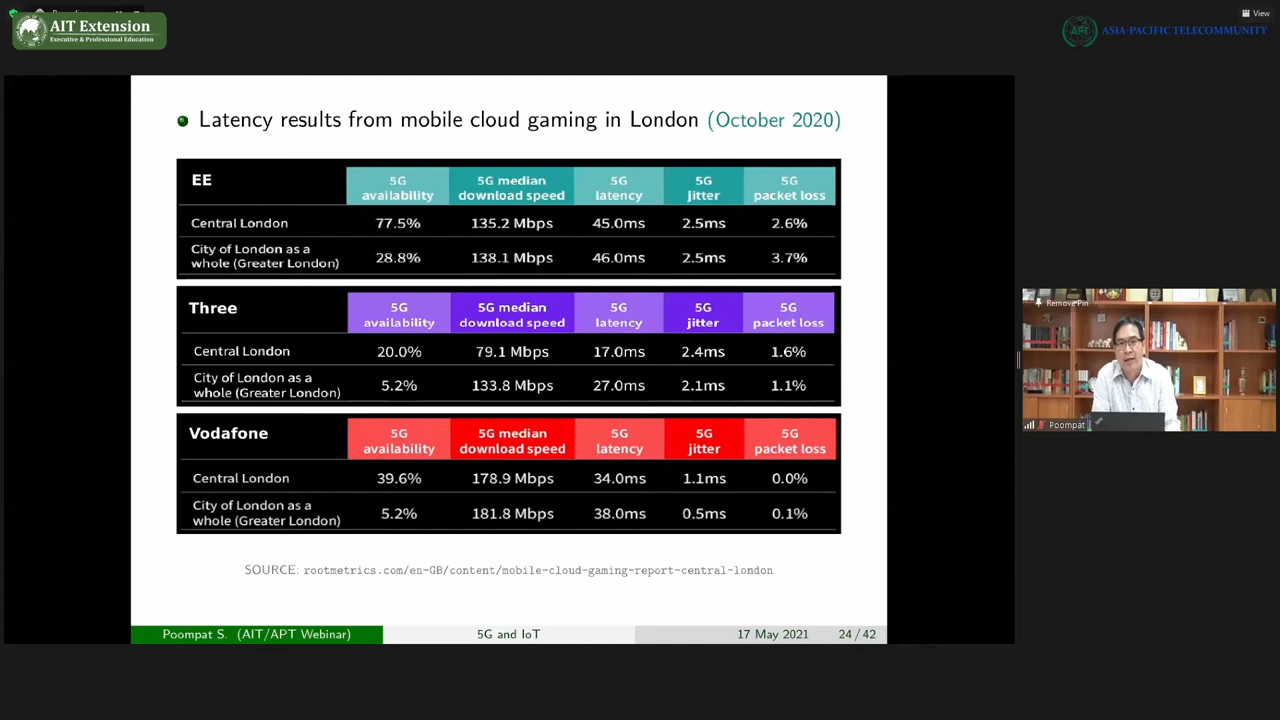 AIT Extension
Executive & Professional Education
View
APT
ASIA-PACIFIC TELECOMMUNITY
Latency results from mobile cloud gaming in London (October 2020)
EE
5G availability
5G median download speed
5G latency
5G jitter
5G packet loss
Central London 77.5% 135.2 Mbps 45.0ms 2.5ms 2.6%
City of London as a whole (Greater London) 28.8% 138.1 Mbps 46.0ms 2.5ms 3.7%
Three
5G availability
5G median download speed
5G latency
5G jitter
5G packet loss
Central London 20.0% 79.1 Mbps 17.0ms 2.4ms 1.6%
City of London as a whole (Greater London) 5.2% 133.8 Mbps 27.0ms 2.1ms 1.1%
Vodafone
5G availability
5G median download speed
5G latency
5G jitter
5G packet loss
Central London 39.6% 178.9 Mbps 34.0ms 1.1ms 0.0%
City of London as a whole (Greater London) 5.2% 181.8 Mbps 38.0ms 0.5ms 0.1%
SOURCE: rootmetrics.com/en-GB/content/mobile-cloud-gaming-report-central-london
Poompat S. (AIT/APT Webinar) 5G and IoT 17 May 2021 24 / 42
Remove Pin
Poompat